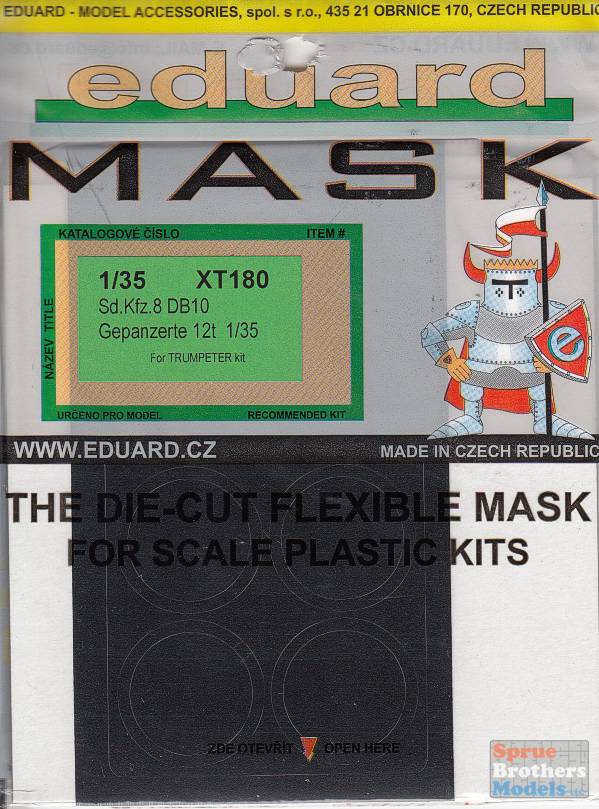 EDUARD - MODEL ACCESSORIES, spol. s r.o., 435 21 OBRNICE 170, CZECH REPUBLIC
eduard
MASK
KATALOGOVÉ ČÍSLO ITEM #
NÁZEV TITLE
1/35 XT180
Sd.Kfz.8 DB10
Gepanzerte 12t 1/35
For TRUMPETER kit
URČENO PRO MODEL RECOMMENDED KIT
e
WWW.EDUARD.CZ MADE IN CZECH REPUBLIC
THE DIE-CUT FLEXIBLE MASK
FOR SCALE PLASTIC KITS
ZDE OTEVŘÍT OPEN HERE
Sprue
Brothers
Models LLC